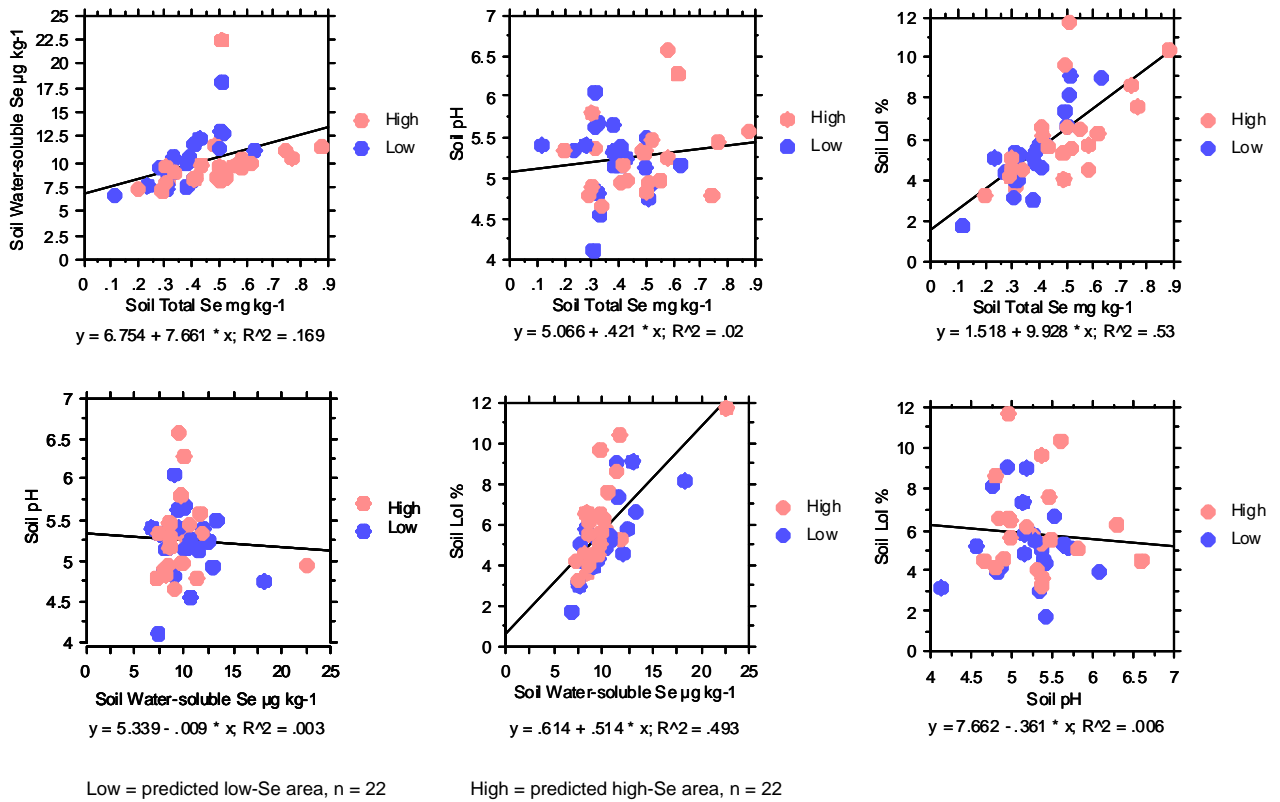 Soil Water-soluble Se µg kg-1
25
22.5
20
17.5
15
12.5
10
7.5
5
2.5
0
0 .1 .2 .3 .4 .5 .6 .7 .8 .9
Soil Total Se mg kg-1
y = 6.754 + 7.661 * x; R^2 = .169
High
Low
Soil pH
7
6.5
6
5.5
5
4.5
4
0 .1 .2 .3 .4 .5 .6 .7 .8 .9
Soil Total Se mg kg-1
y = 5.066 + .421 * x; R^2 = .02
High
Low
Soil LoI %
12
10
8
6
4
2
0
0 .1 .2 .3 .4 .5 .6 .7 .8 .9
Soil Total Se mg kg-1
y = 1.518 + 9.928 * x; R^2 = .53
High
Low
Soil pH
7
6.5
6
5.5
5
4.5
4
0 5 10 15 20 25
Soil Water-soluble Se µg kg-1
y = 5.339 - .009 * x; R^2 = .003
High
Low
Soil LoI %
12
10
8
6
4
2
0
0 5 10 15 20 25
Soil Water-soluble Se µg kg-1
y = .614 + .514 * x; R^2 = .493
High
Low
Soil LoI %
12
10
8
6
4
2
0
4 4.5 5 5.5 6 6.5 7
Soil pH
y = 7.662 - .361 * x; R^2 = .006
High
Low
Low = predicted low-Se area, n = 22
High = predicted high-Se area, n = 22